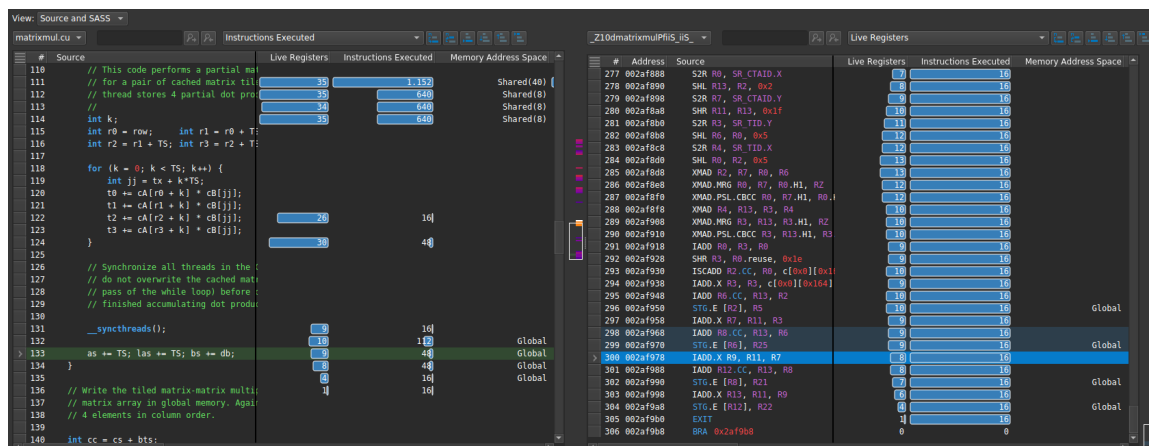 View: Source and SASS
matrixmul.cu Instructions Executed
# Source Live Registers Instructions Executed Memory Address Space
110 // This code performs a partial mat
111 // for a pair of cached matrix til 35 1.152 Shared(40)
112 // thread stores 4 partial dot pro 35 640 Shared(8)
113 // 34 640 Shared(8)
114 int k; 35 640 Shared(8)
115 int r0 = row; int r1 = r0 + TS
116 int r2 = r1 + TS; int r3 = r2 + TS
117
118 for (k = 0; k < TS; k++) {
119 int jj = tx + k*TS;
120 t0 += cA[r0 + k] * cB[jj];
121 t1 += cA[r1 + k] * cB[jj];
122 t2 += cA[r2 + k] * cB[jj]; 26 16
123 t3 += cA[r3 + k] * cB[jj];
124 } 30 48
125
126 // Synchronize all threads in the
127 // do not overwrite the cached mat
128 // pass of the while loop) before
129 // finished accumulating dot produ
130
131 __syncthreads(); 9 16
132 10 112 Global
133 as += TS; las += TS; bs += db; 9 48 Global
134 } 8 48 Global
135 4 16 Global
136 // Write the tiled matrix-matrix multip 1 16
137 // matrix array in global memory. Agai
138 // 4 elements in column order.
139
140 int cc = cs + bts;
_Z10dmatrixmulPfiiS_iiS_ Live Registers
# Address Source Live Registers Instructions Executed Memory Address Space
277 002af888 S2R R0, SR_CTAID.X 7 16
278 002af890 SHL R13, R2, 0x2 8 16
279 002af898 S2R R7, SR_CTAID.Y 9 16
280 002af8a8 SHR R11, R13, 0x1f 10 16
281 002af8b0 S2R R3, SR_TID.Y 11 16
282 002af8b8 SHL R6, R0, 0x5 12 16
283 002af8c8 S2R R4, SR_TID.X 12 16
284 002af8d0 SHL R0, R2, 0x5 13 16
285 002af8d8 XMAD R2, R7, R0, R6 13 16
286 002af8e8 XMAD.MRG R0, R7, R0.H1, RZ 12 16
287 002af8f0 XMAD.PSL.CBCC R0, R7.H1, R0.H 12 16
288 002af8f8 XMAD R4, R13, R3, R4 10 16
289 002af908 XMAD.MRG R3, R13, R3.H1, RZ 10 16
290 002af910 XMAD.PSL.CBCC R3, R13.H1, R3 10 16
291 002af918 IADD R0, R3, R0 9 16
292 002af928 SHR R3, R0.reuse, 0x1e 9 16
293 002af930 ISCADD R2.CC, R0, c[0x0][0x1 10 16
294 002af938 IADD.X R3, R3, c[0x0][0x164] 9 16
295 002af948 IADD R6.CC, R13, R2 10 16
296 002af950 STG.E [R2], R5 10 16 Global
297 002af958 IADD.X R7, R11, R3 9 16
298 002af968 IADD R8.CC, R13, R6 9 16
299 002af970 STG.E [R6], R25 9 16 Global
300 002af978 IADD.X R9, R11, R7 8 16
301 002af988 IADD R12.CC, R13, R8 8 16
302 002af990 STG.E [R8], R21 7 16 Global
303 002af998 IADD.X R13, R11, R9 6 16
304 002af9a8 STG.E [R12], R22 4 16 Global
305 002af9b0 EXIT 1 16
306 002af9b8 BRA 0x2af9b8 0 0